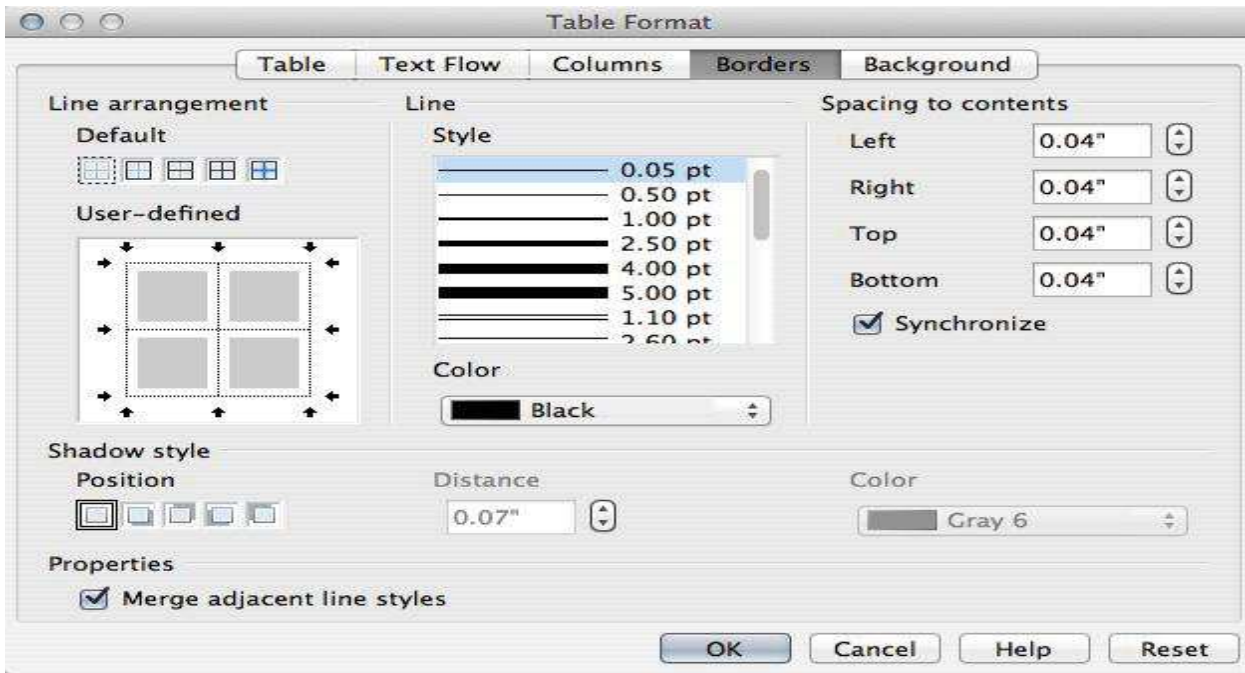 Table Format
Table Text Flow Columns Borders Background
Line arrangement
Default
User-defined
Line
Style
0.05 pt
0.50 pt
1.00 pt
2.50 pt
4.00 pt
5.00 pt
1.10 pt
2.60 pt
Color
Black
Spacing to contents
Left 0.04"
Right 0.04"
Top 0.04"
Bottom 0.04"
Synchronize
Shadow style
Position
Distance
0.07"
Color
Gray 6
Properties
Merge adjacent line styles
OK Cancel Help Reset